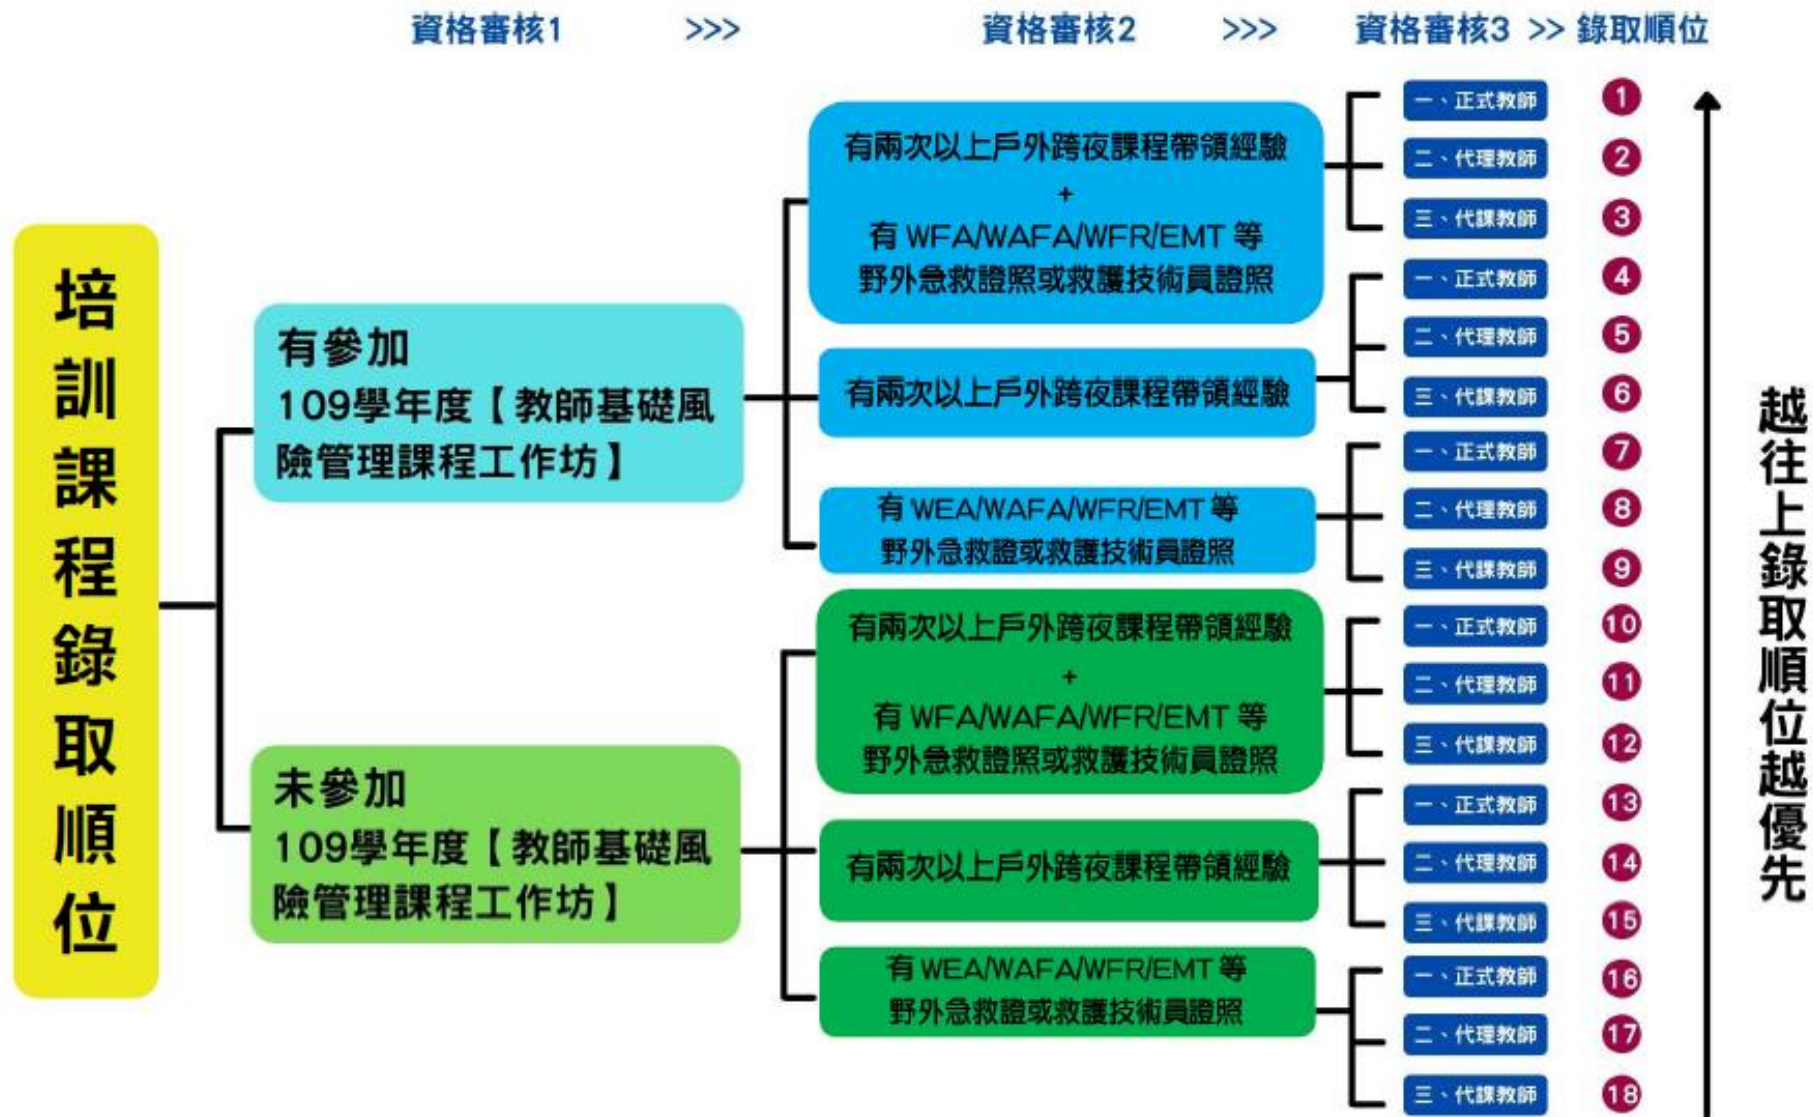 資格審核1 >>> 資格審核2 >>> 資格審核3 >> 錄取順位
培訓課程錄取順位
有參加
109學年度【教師基礎風
險管理課程工作坊】
有兩次以上戶外跨夜課程帶領經驗
+
有 WFA/WAFA/WFR/EMT 等
野外急救證照或救護技術員證照
一、正式教師 1
二、代理教師 2
三、代課教師 3
有兩次以上戶外跨夜課程帶領經驗
一、正式教師 4
二、代理教師 5
三、代課教師 6
有 WEA/WAFA/WFR/EMT 等
野外急救證或救護技術員證照
一、正式教師 7
二、代理教師 8
三、代課教師 9
未參加
109學年度【教師基礎風
險管理課程工作坊】
有兩次以上戶外跨夜課程帶領經驗
+
有 WFA/WAFA/WFR/EMT 等
野外急救證照或救護技術員證照
一、正式教師 10
二、代理教師 11
三、代課教師 12
有兩次以上戶外跨夜課程帶領經驗
一、正式教師 13
二、代理教師 14
三、代課教師 15
有 WEA/WAFA/WFR/EMT 等
野外急救證或救護技術員證照
一、正式教師 16
二、代理教師 17
三、代課教師 18
越往上錄取順位越優先